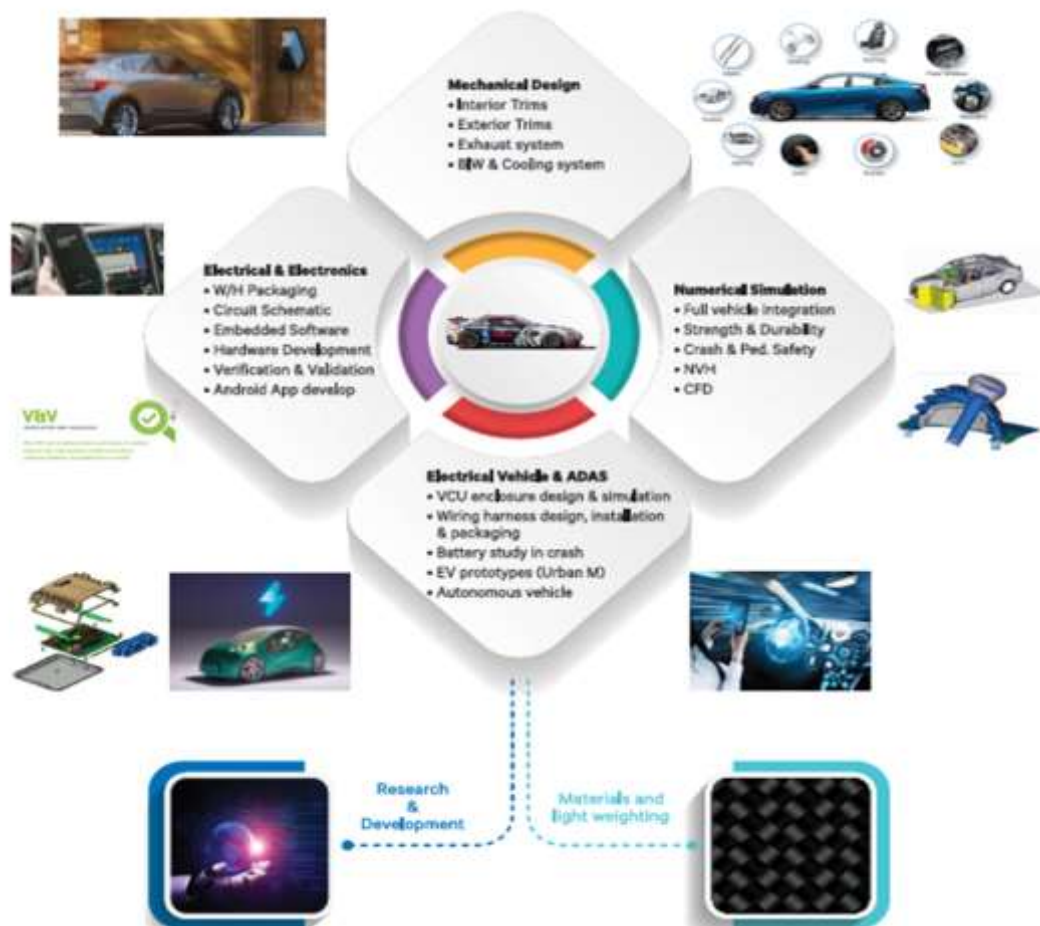 Mechanical Design
• Interior Trims
• Exterior Trims
• Exhaust system
• BIW & Cooling system
Electrical & Electronics
• W/H Packaging
• Circuit Schematic
• Embedded Software
• Hardware Development
• Verification & Validation
• Android App develop
Numerical Simulation
• Full vehicle integration
• Strength & Durability
• Crash & Ped. Safety
• NVH
• CFD
V&V
Electrical Vehicle & ADAS
• VCU enclosure design & simulation
• Wiring harness design, installation
& packaging
• Battery study in crash
• EV prototypes (Urban M)
• Autonomous vehicle
Research
&
Development
Materials and
light weighting